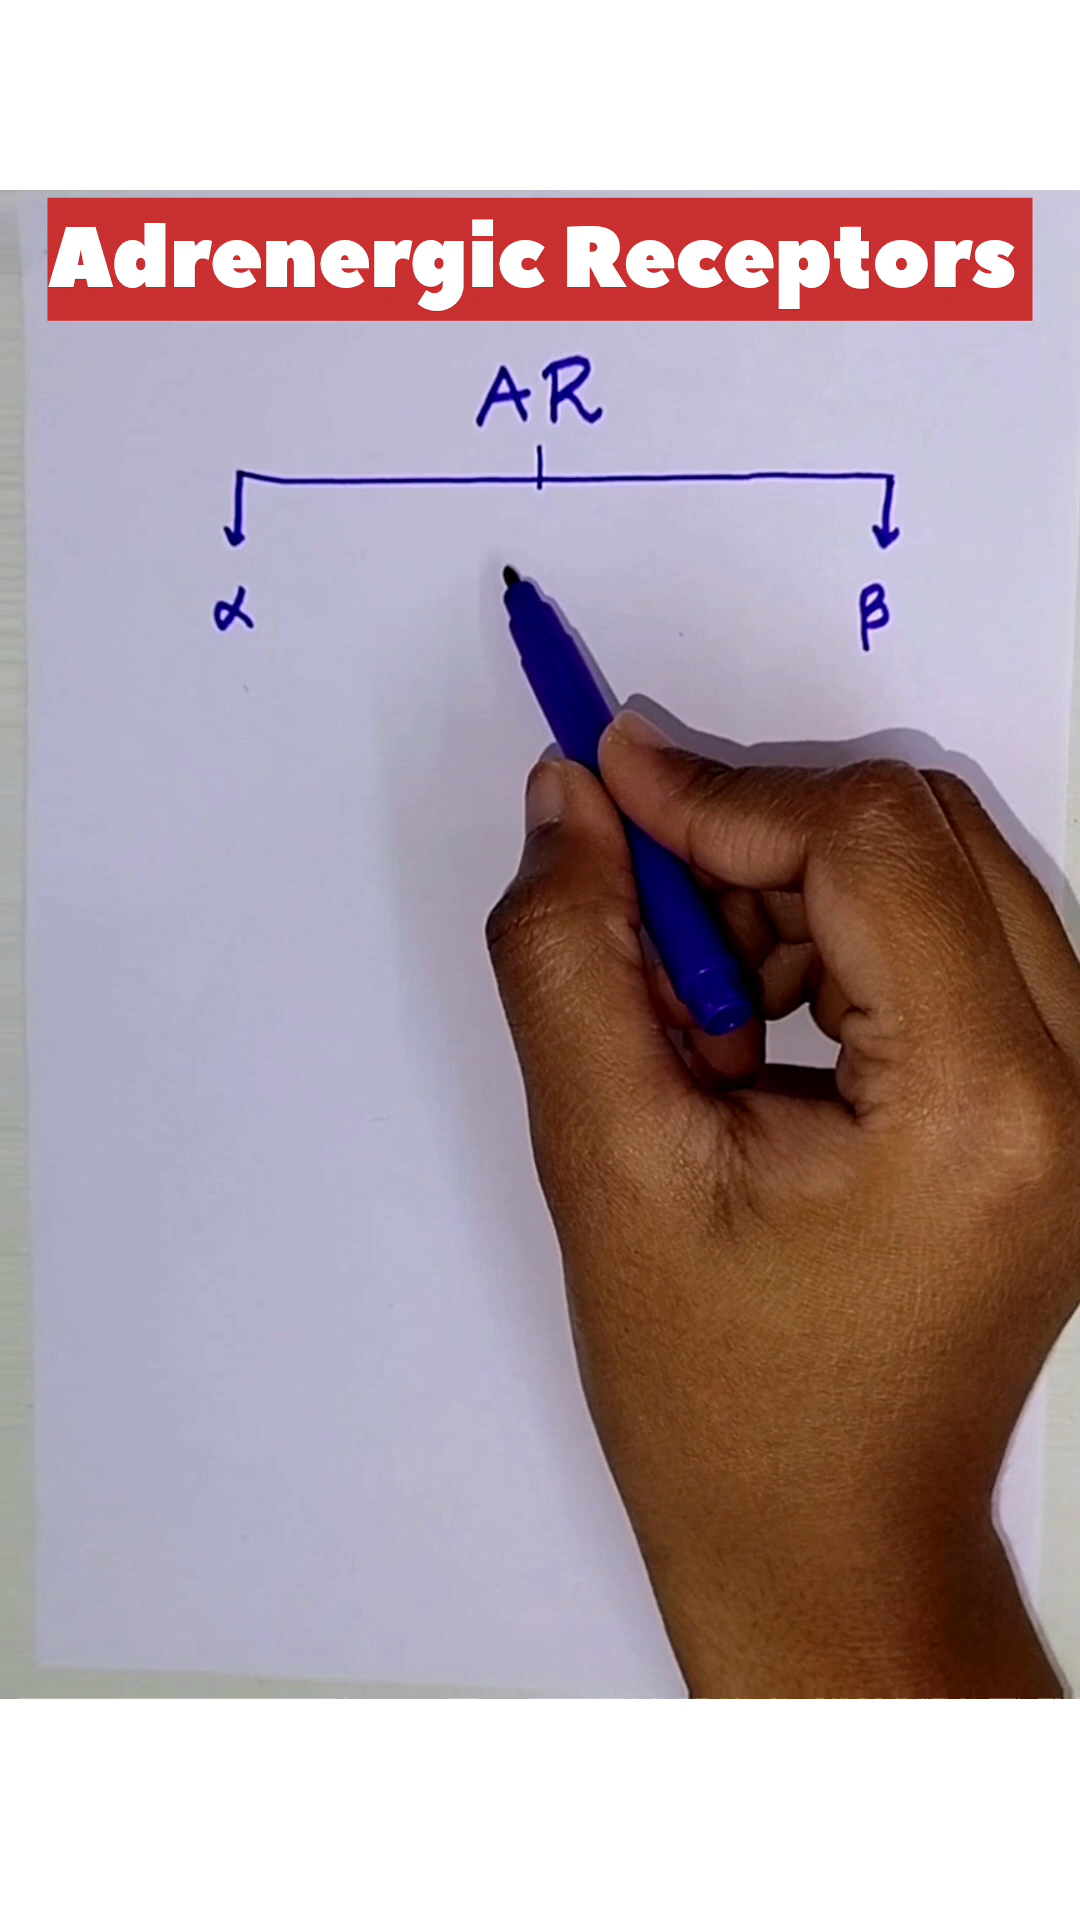 Adrenergic Receptors
AR
α β